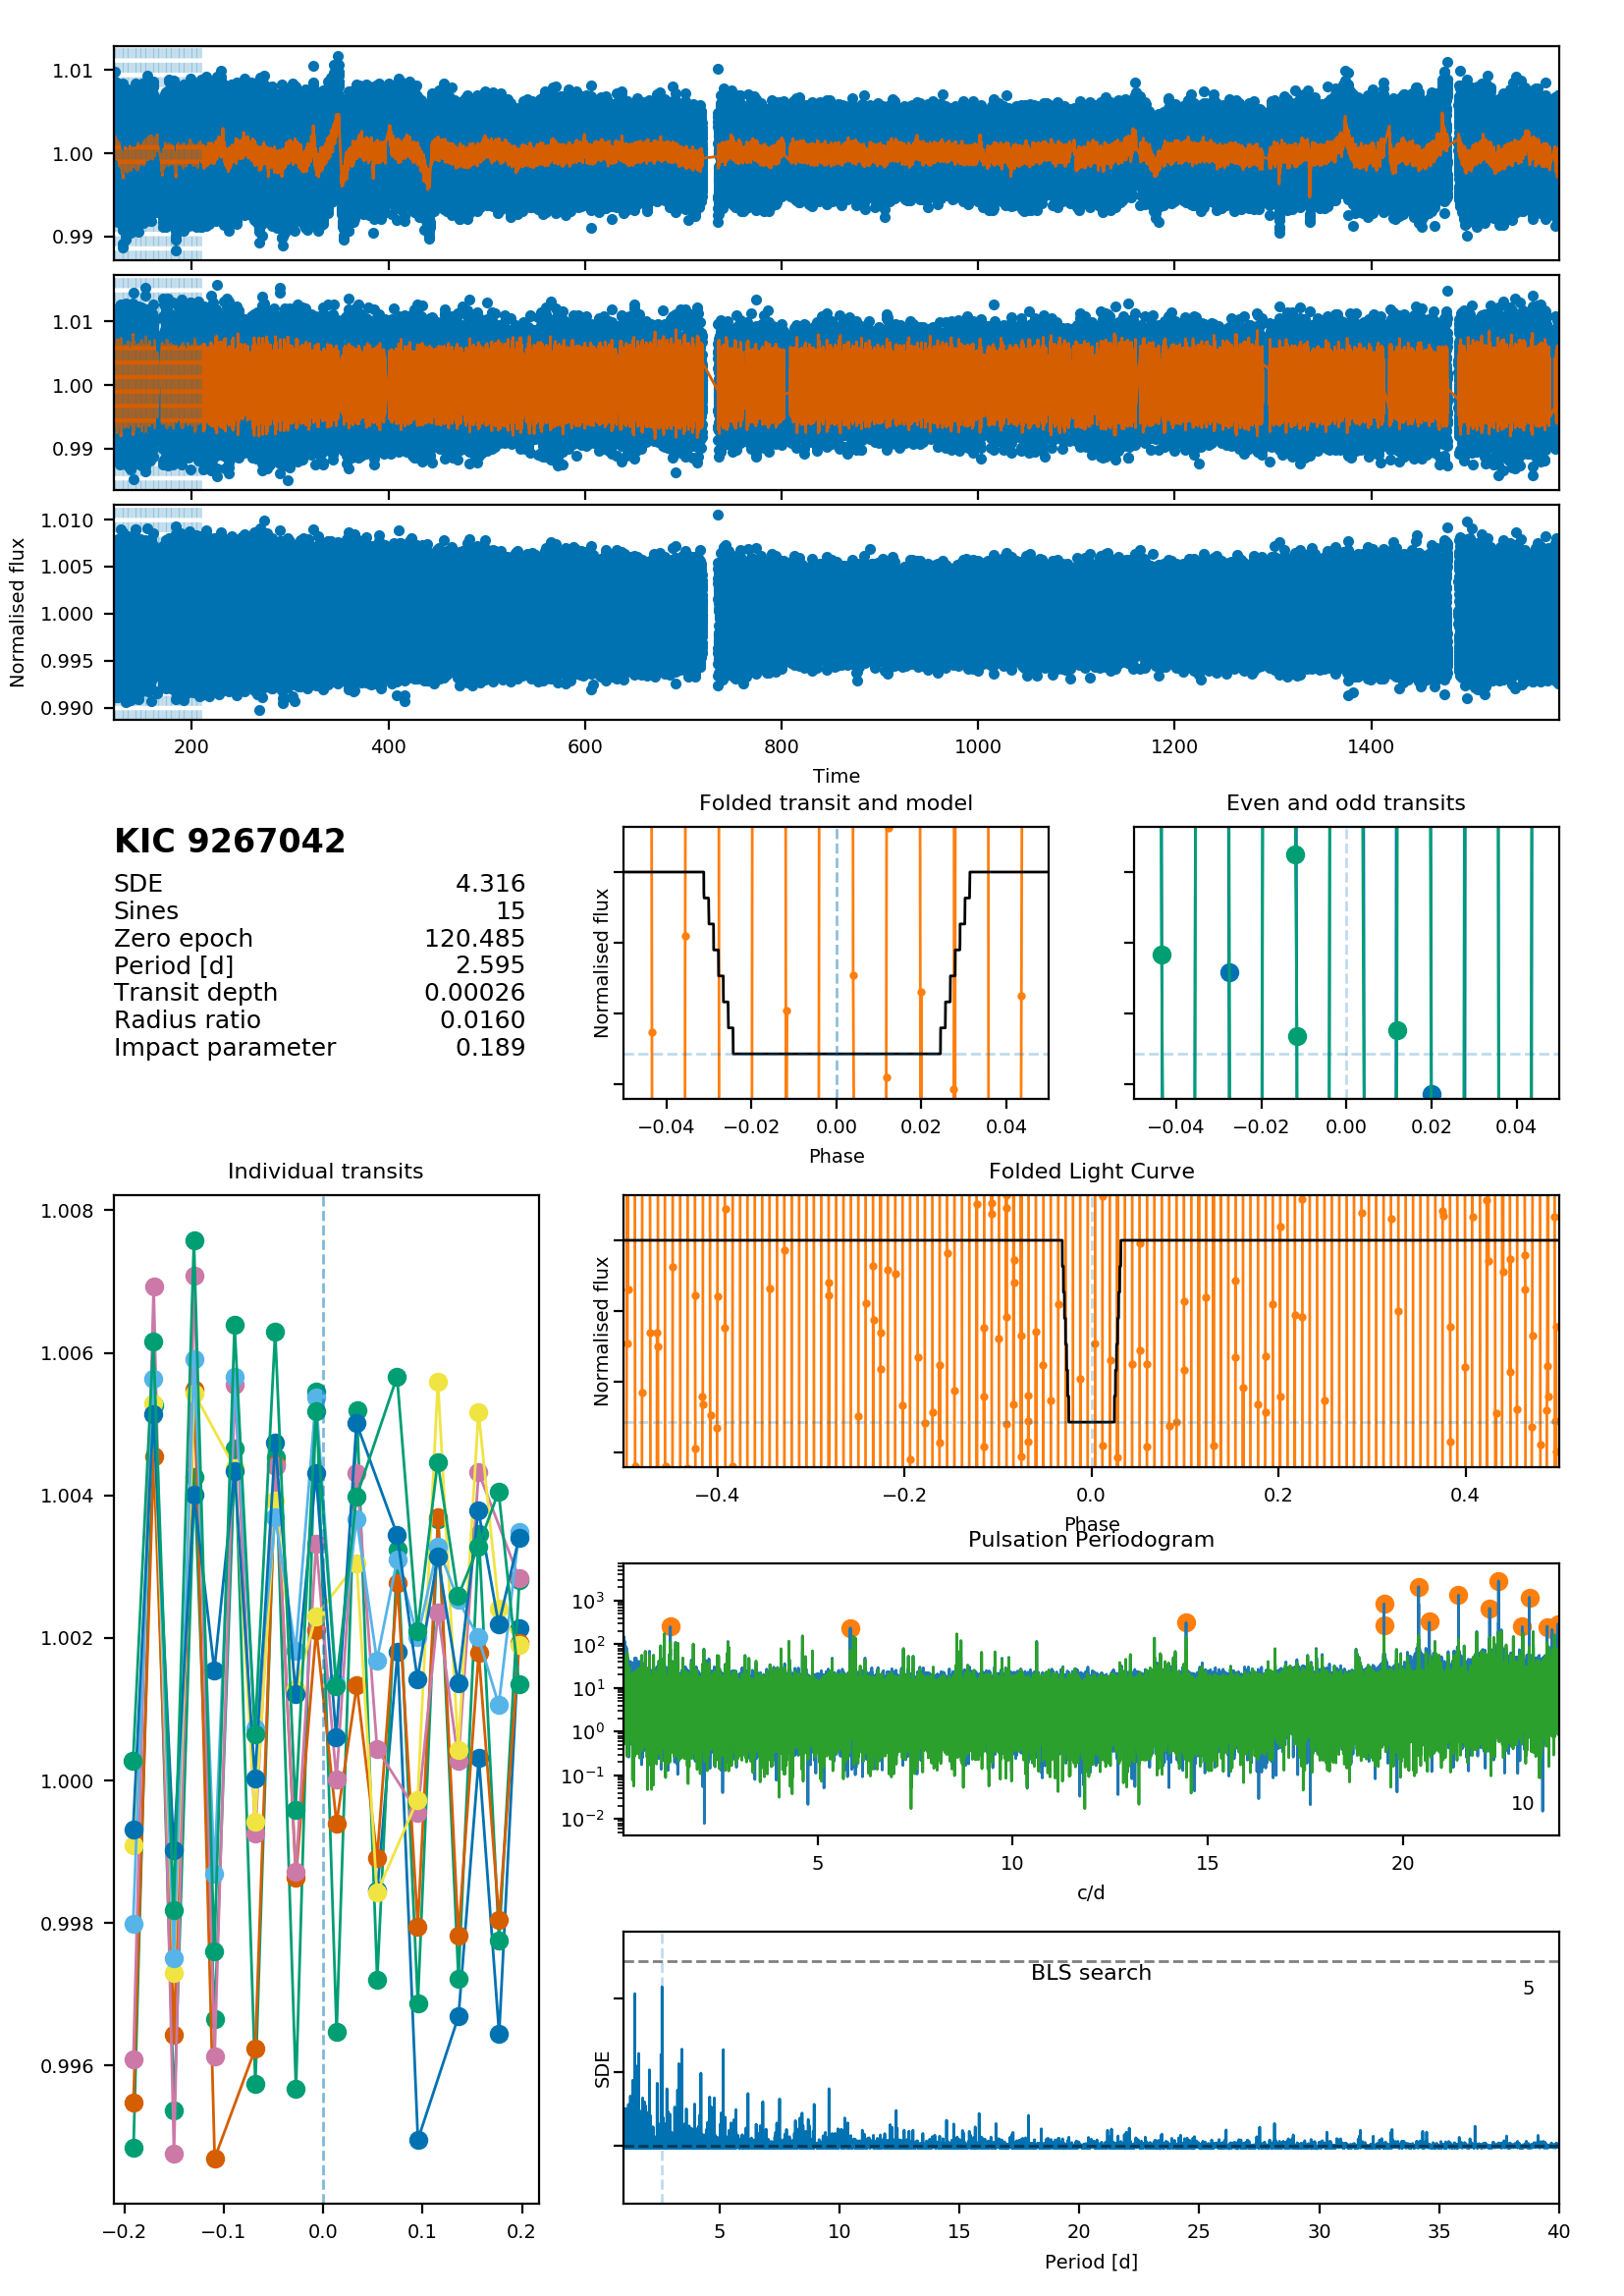 1.01
1.00
0.99
1.01
1.00
0.99
1.010
1.005
1.000
0.995
0.990
Normalised flux
200 400 600 800 1000 1200 1400
Time
KIC 9267042
SDE 4.316
Sines 15
Zero epoch 120.485
Period [d] 2.595
Transit depth 0.00026
Radius ratio 0.0160
Impact parameter 0.189
Folded transit and model
Normalised flux
−0.04 −0.02 0.00 0.02 0.04
Phase
Even and odd transits
−0.04 −0.02 0.00 0.02 0.04
Individual transits
1.008
1.006
1.004
1.002
1.000
0.998
0.996
−0.2 −0.1 0.0 0.1 0.2
Folded Light Curve
Normalised flux
−0.4 −0.2 0.0 0.2 0.4
Phase
Pulsation Periodogram
10³
10²
10¹
10⁰
10⁻¹
10⁻²
10
5 10 15 20
c/d
BLS search
5
SDE
5 10 15 20 25 30 35 40
Period [d]